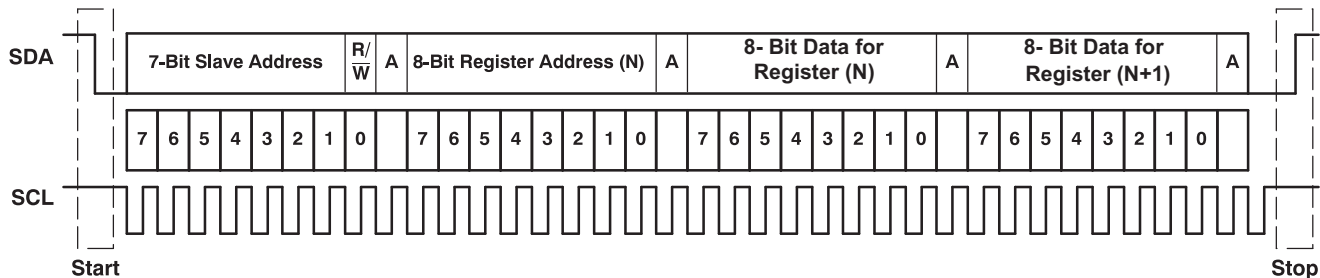 SDA
7-Bit Slave Address R/W A 8-Bit Register Address (N) A 8- Bit Data for Register (N) A 8- Bit Data for Register (N+1) A
7 6 5 4 3 2 1 0 7 6 5 4 3 2 1 0 7 6 5 4 3 2 1 0 7 6 5 4 3 2 1 0
SCL
Start Stop